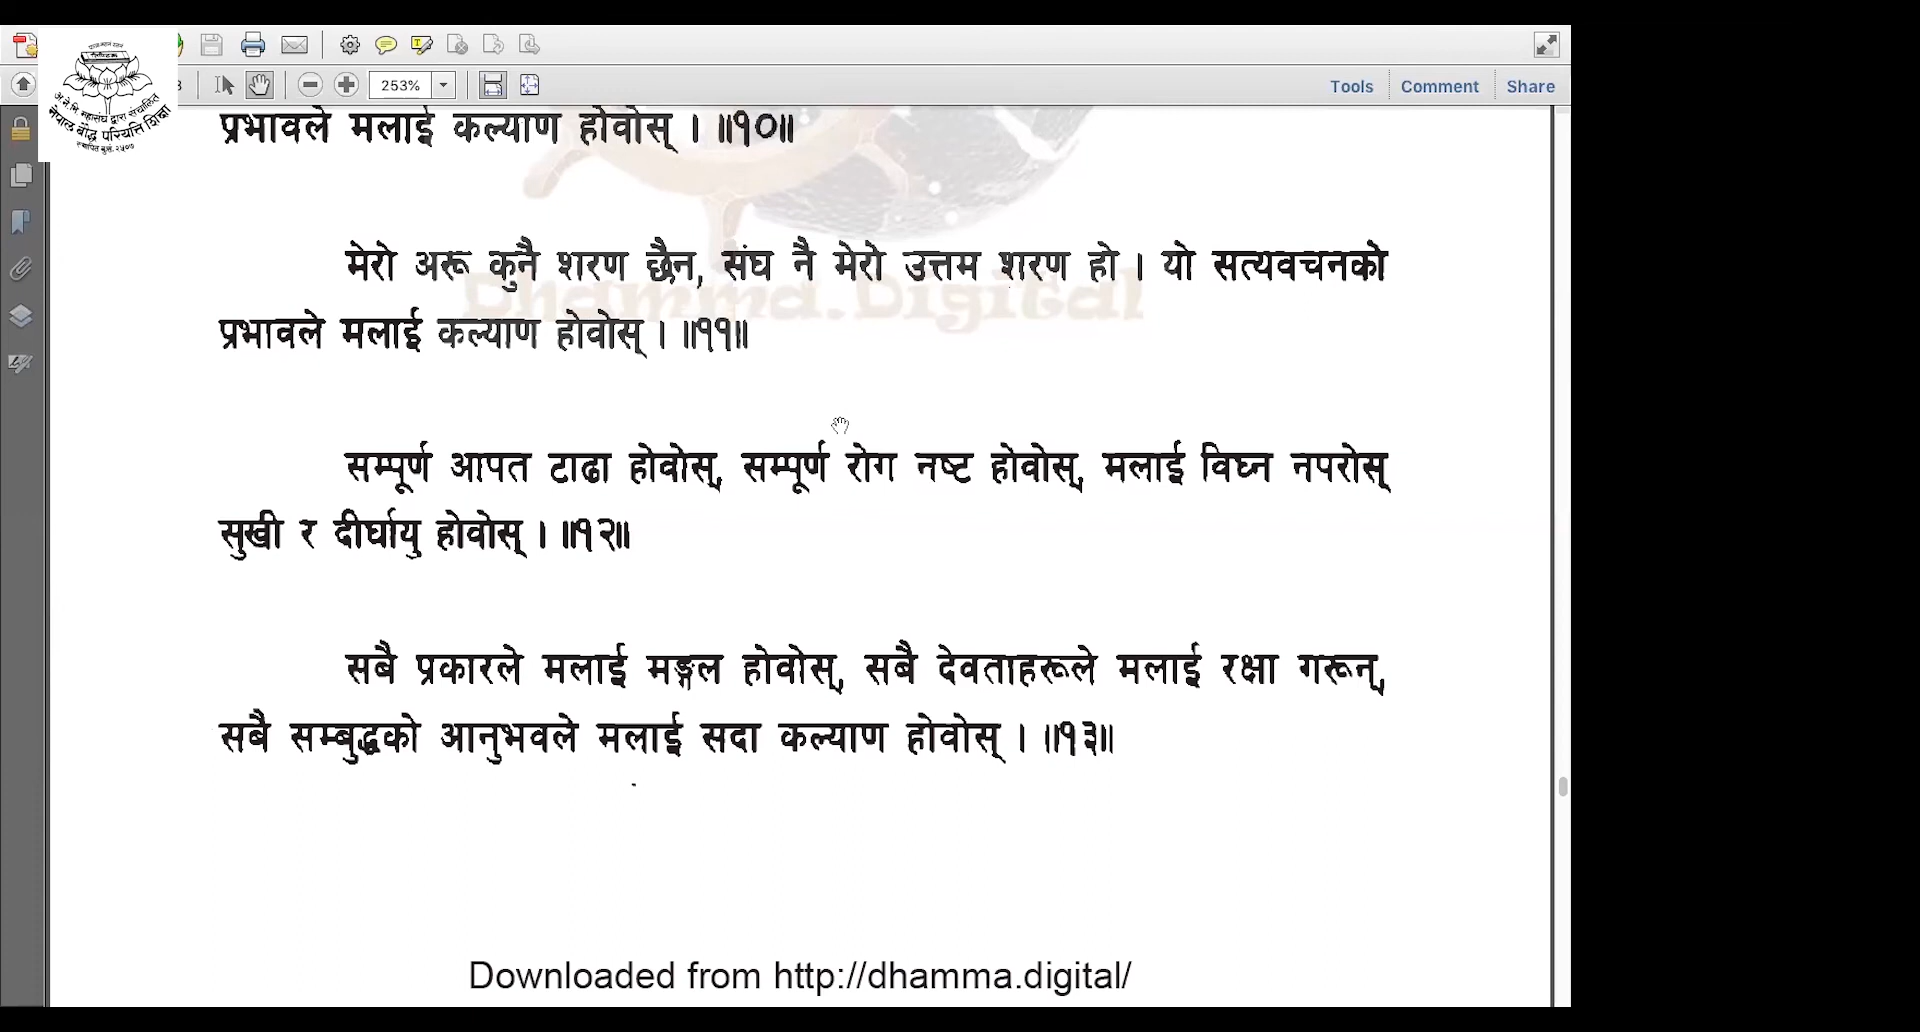 253%
Tools Comment Share
प्रभावले मलाई कल्याण होवोस् । ॥१०॥
मेरो अरू कुनै शरण छैन, संघ नै मेरो उत्तम शरण हो । यो सत्यवचनको
Dhamma.Digital
प्रभावले मलाई कल्याण होवोस् । ॥११॥
सम्पूर्ण आपत टाढा होवोस्, सम्पूर्ण रोग नष्ट होवोस्, मलाई विघ्न नपरोस्
सुखी र दीर्घायु होवोस् । ॥१२॥
सबै प्रकारले मलाई मङ्गल होवोस्, सबै देवताहरूले मलाई रक्षा गरून्,
सबै सम्बुद्धको आनुभवले मलाई सदा कल्याण होवोस् । ॥१३॥
Downloaded from http://dhamma.digital/